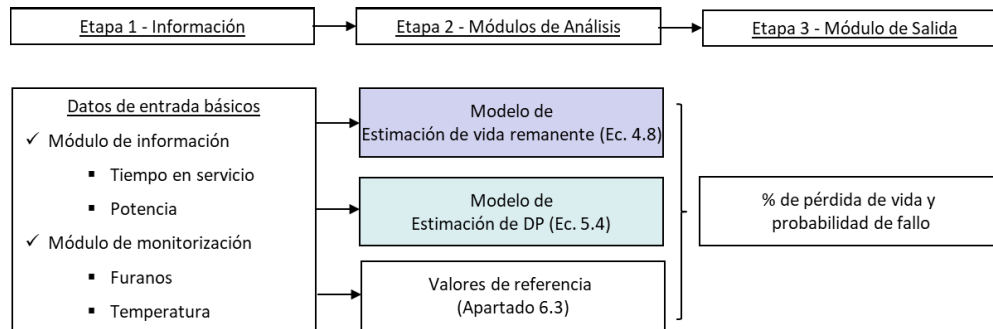 Etapa 1 - Información
Etapa 2 - Módulos de Análisis
Etapa 3 - Módulo de Salida
Datos de entrada básicos
✓ Módulo de información
▪ Tiempo en servicio
▪ Potencia
✓ Módulo de monitorización
▪ Furanos
▪ Temperatura
Modelo de
Estimación de vida remanente (Ec. 4.8)
Modelo de
Estimación de DP (Ec. 5.4)
Valores de referencia
(Apartado 6.3)
% de pérdida de vida y
probabilidad de fallo